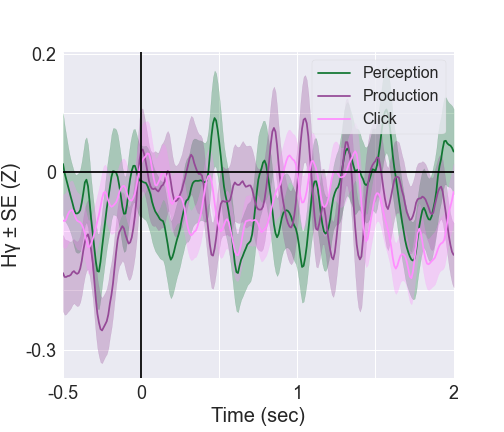 0.2
0
-0.3
Hγ ± SE (Z)
Perception
Production
Click
-0.5
0
1
2
Time (sec)